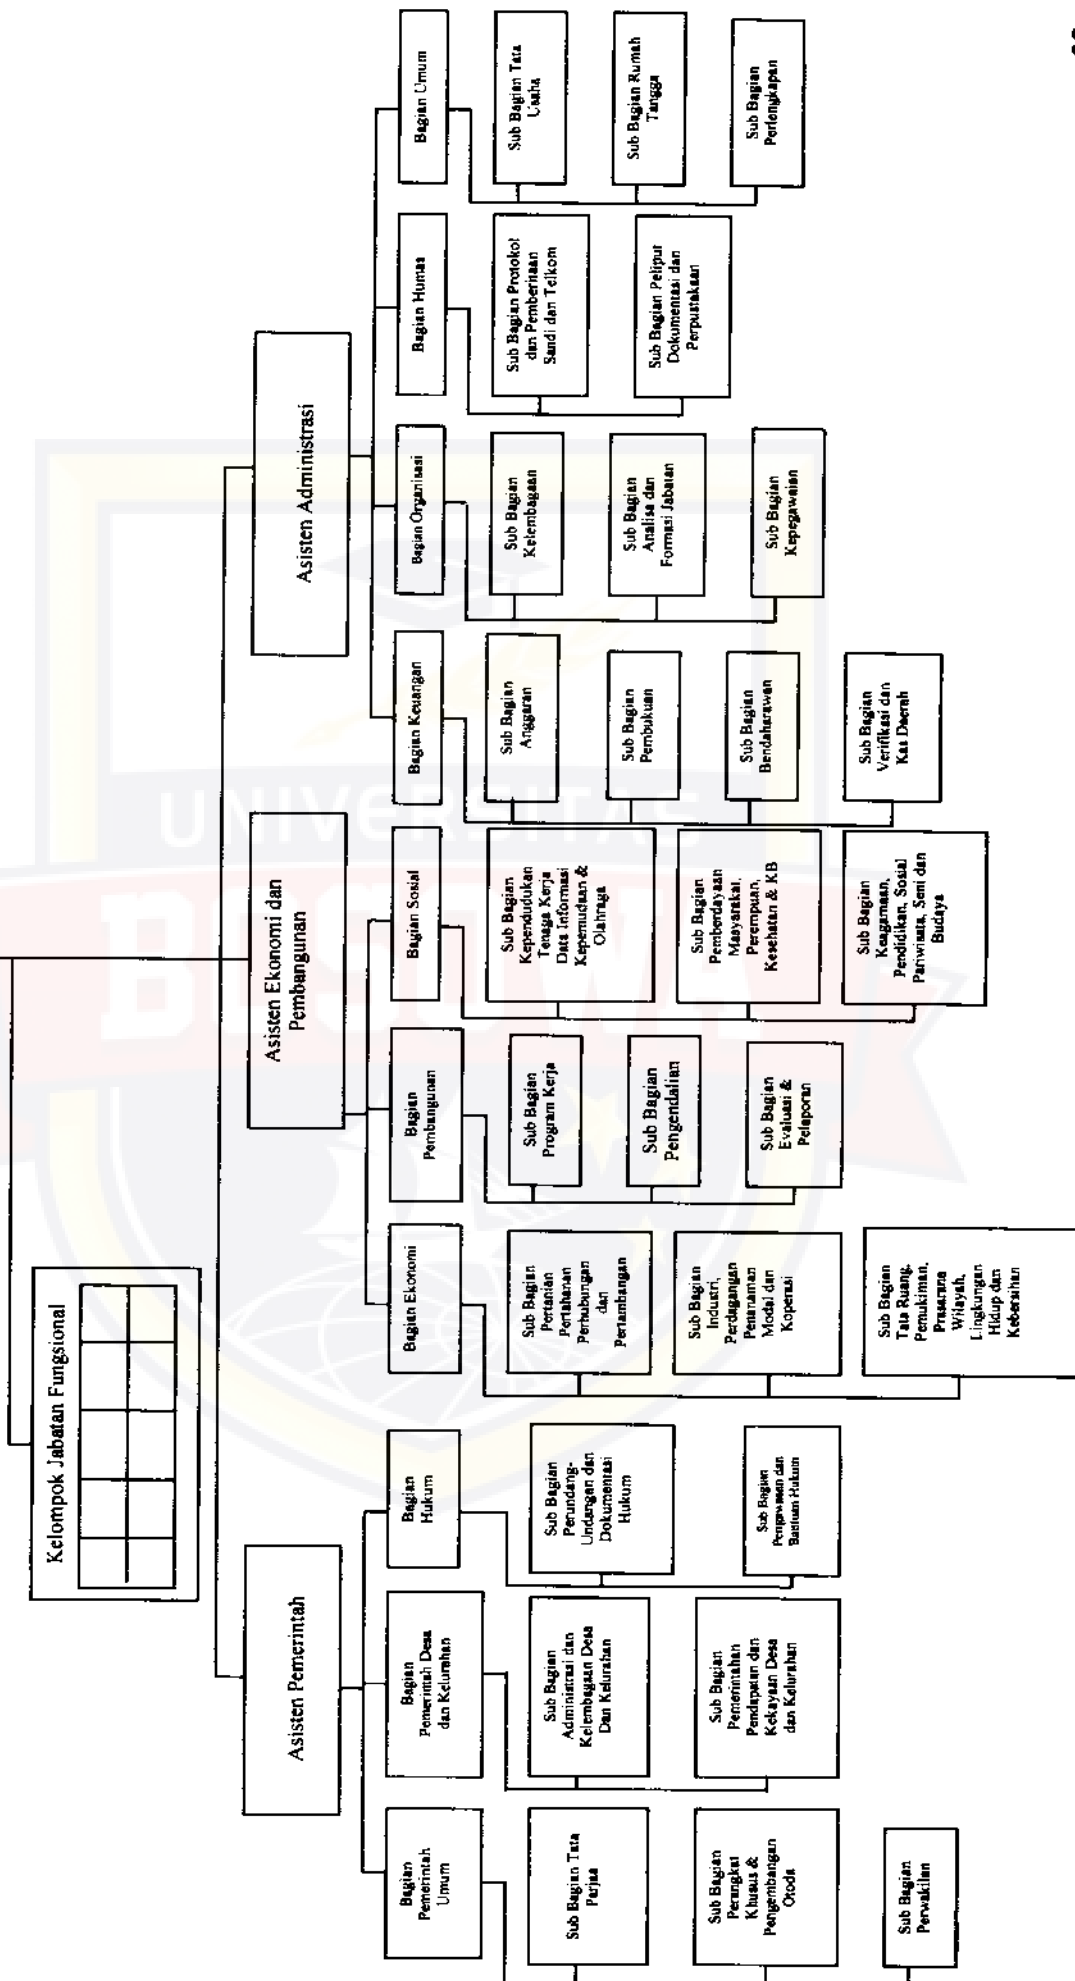 Kelompok Jabatan Fungsional
Asisten Pemerintah
Asisten Ekonomi dan
Pembangunan
Asisten Administrasi
Bagian
Pemerintah
Umum
Bagian
Pemerintah Desa
dan Kelurahan
Bagian
Hukum
Bagian Ekonomi
Bagian
Pembangunan
Bagian Sosial
Bagian Keuangan
Bagian Organisasi
Bagian Humas
Bagian Umum
Sub Bagian Tata
Sub Bagian
Perangkat
Khusus &
Pengembangan
Otoda
Sub Bagian
Perwakilan
Sub Bagian
Administrasi dan
Kelembagaan Desa
Dan Kelurahan
Sub Bagian
Pemerintahan
Pendapatan dan
Kekayaan Desa
dan Kelurahan
Sub Bagian
Perundang-
Undangan dan
Dokumentasi
Hukum
Sub Bagian
Pengawasan dan
Bantuan Hukum
Sub Bagian
Pertanian
Pertahanan
Perhubungan
dan
Pertambangan
Sub Bagian
Industri,
Perdagangan
Penanaman
Modal dan
Koperasi
Sub Bagian
Tata Ruang,
Pemukiman,
Prasarana
Wilayah,
Lingkungan
Hidup dan
Kebersihan
Sub Bagian
Program Kerja
Sub Bagian
Pengendalian
Sub Bagian
Evaluasi &
Pelaporan
Sub Bagian
Kependudukan
Tenaga Kerja
Data Informasi
Kepemudaan &
Olahraga
Sub Bagian
Pemberdayaan
Masyarakat,
Perempuan,
Kesehatan & KB
Sub Bagian
Keagamaan,
Pendidikan, Sosial
Pariwisata, Seni dan
Budaya
Sub Bagian
Anggaran
Sub Bagian
Pembukuan
Sub Bagian
Bendaharawan
Sub Bagian
Verifikasi dan
Kas Daerah
Sub Bagian
Kelembagaan
Sub Bagian
Analisa dan
Formasi Jabatan
Sub Bagian
Kepegawaian
Sub Bagian Protokol
dan Pemberitaan
Sandi dan Telkom
Sub Bagian Peliput
Dokumentasi dan
Perpustakaan
Sub Bagian Tata
Usaha
Sub Bagian Rumah
Tangga
Sub Bagian
Perlengkapan
UNIVERSITAS
BOSOWA